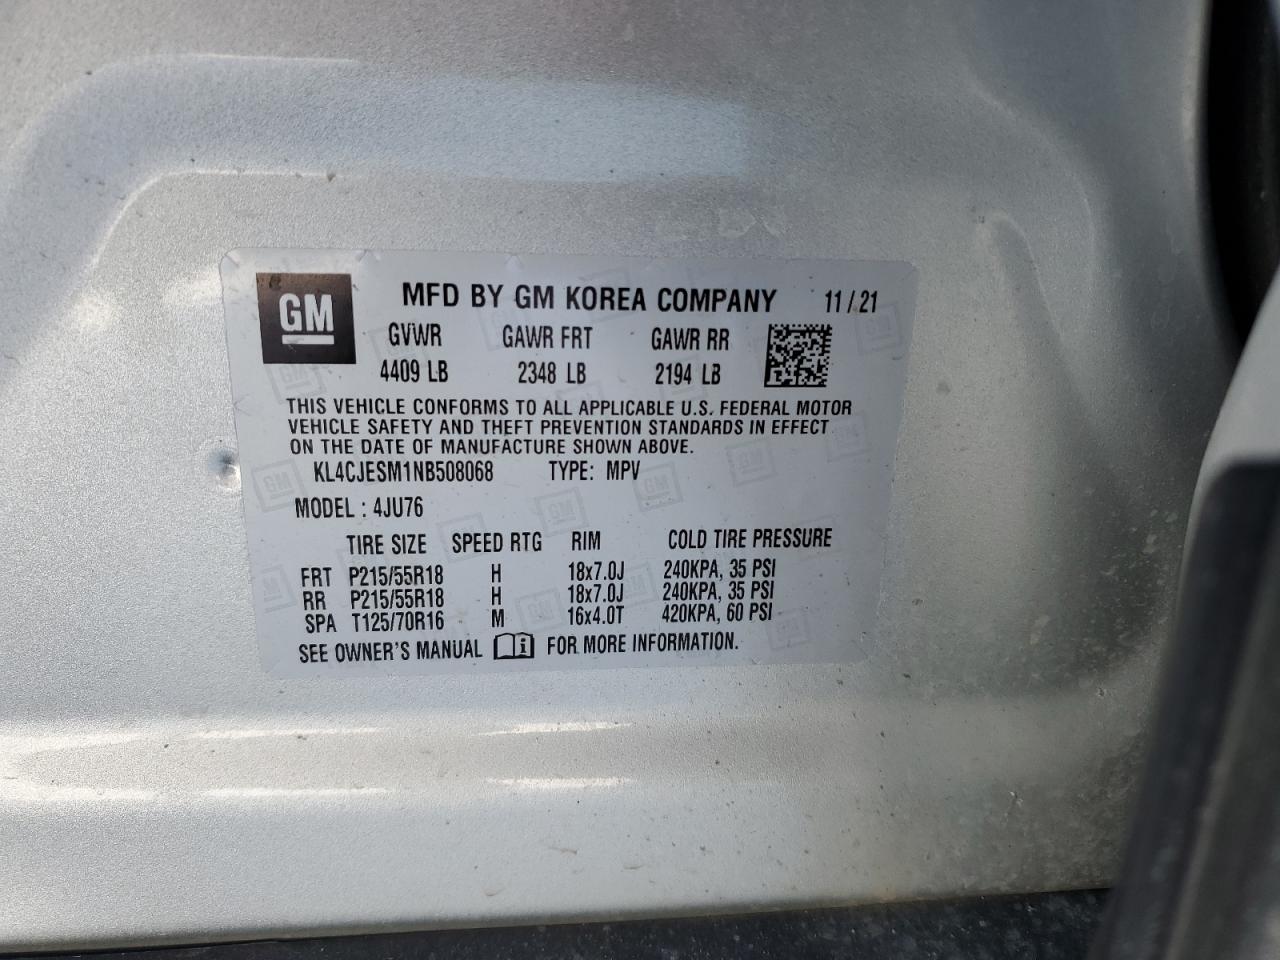 GM
MFD BY GM KOREA COMPANY 11 / 21
GVWR GAWR FRT GAWR RR
4409 LB 2348 LB 2194 LB
THIS VEHICLE CONFORMS TO ALL APPLICABLE U.S. FEDERAL MOTOR
VEHICLE SAFETY AND THEFT PREVENTION STANDARDS IN EFFECT
ON THE DATE OF MANUFACTURE SHOWN ABOVE.
KL4CJESM1NB508068 TYPE: MPV
MODEL : 4JU76
TIRE SIZE SPEED RTG RIM COLD TIRE PRESSURE
FRT P215/55R18 H 18x7.0J 240KPA, 35 PSI
RR P215/55R18 H 18x7.0J 240KPA, 35 PSI
SPA T125/70R16 M 16x4.0T 420KPA, 60 PSI
SEE OWNER'S MANUAL i FOR MORE INFORMATION.